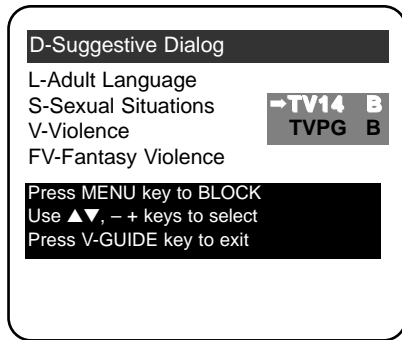 D-Suggestive Dialog
L-Adult Language
S-Sexual Situations ➡TV14 B
V-Violence TVPG B
FV-Fantasy Violence
Press MENU key to BLOCK
Use ▲▼, – + keys to select
Press V-GUIDE key to exit